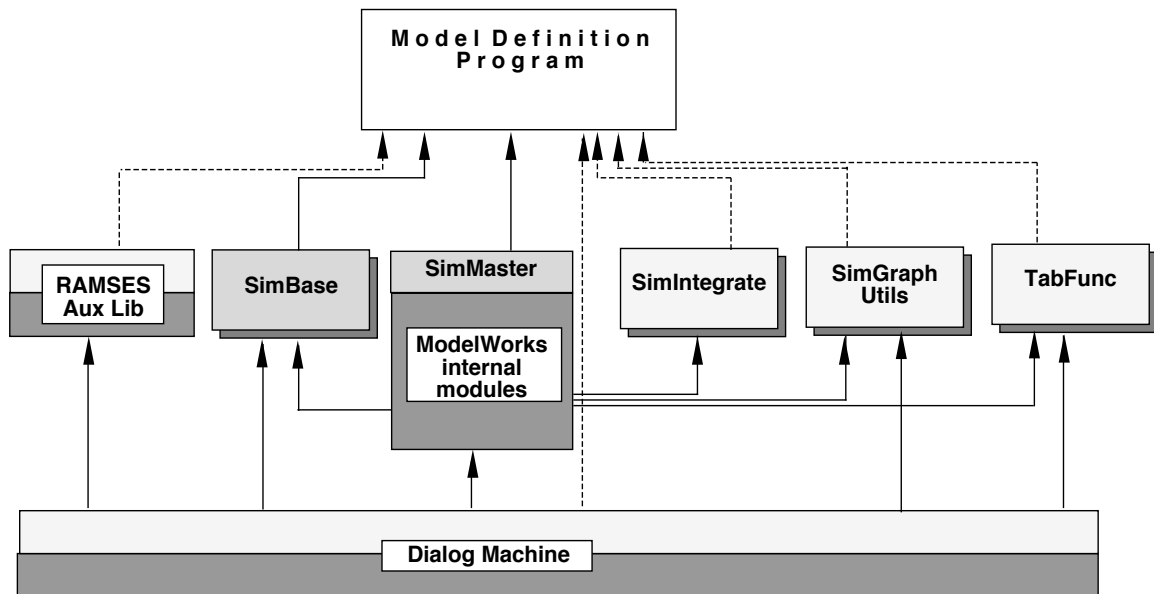 Model Definition
Program
RAMSES
Aux Lib
SimBase
SimMaster
ModelWorks
internal
modules
SimIntegrate
SimGraph
Utils
TabFunc
Dialog Machine